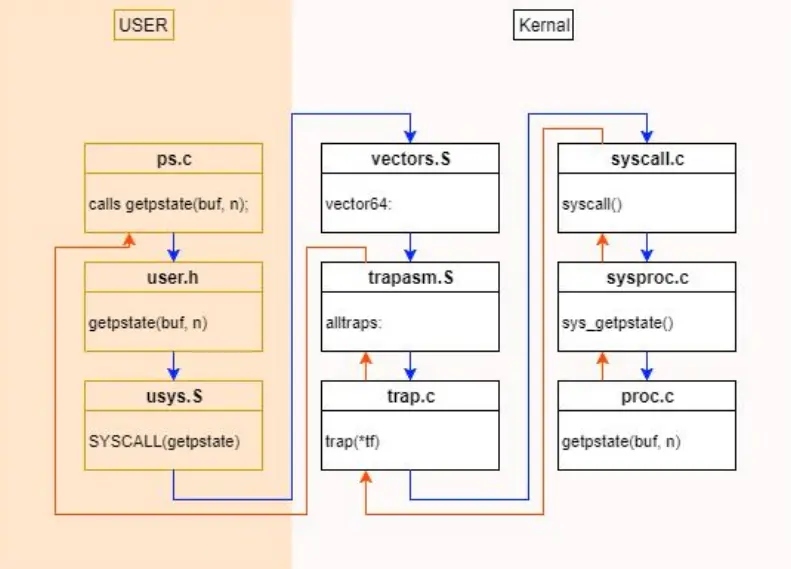 USER
Kernal
ps.c
calls getpstate(buf, n);
user.h
getpstate(buf, n)
usys.S
SYSCALL(getpstate)
vectors.S
vector64:
trapasm.S
alltraps:
trap.c
trap(*tf)
syscall.c
syscall()
sysproc.c
sys_getpstate()
proc.c
getpstate(buf, n)